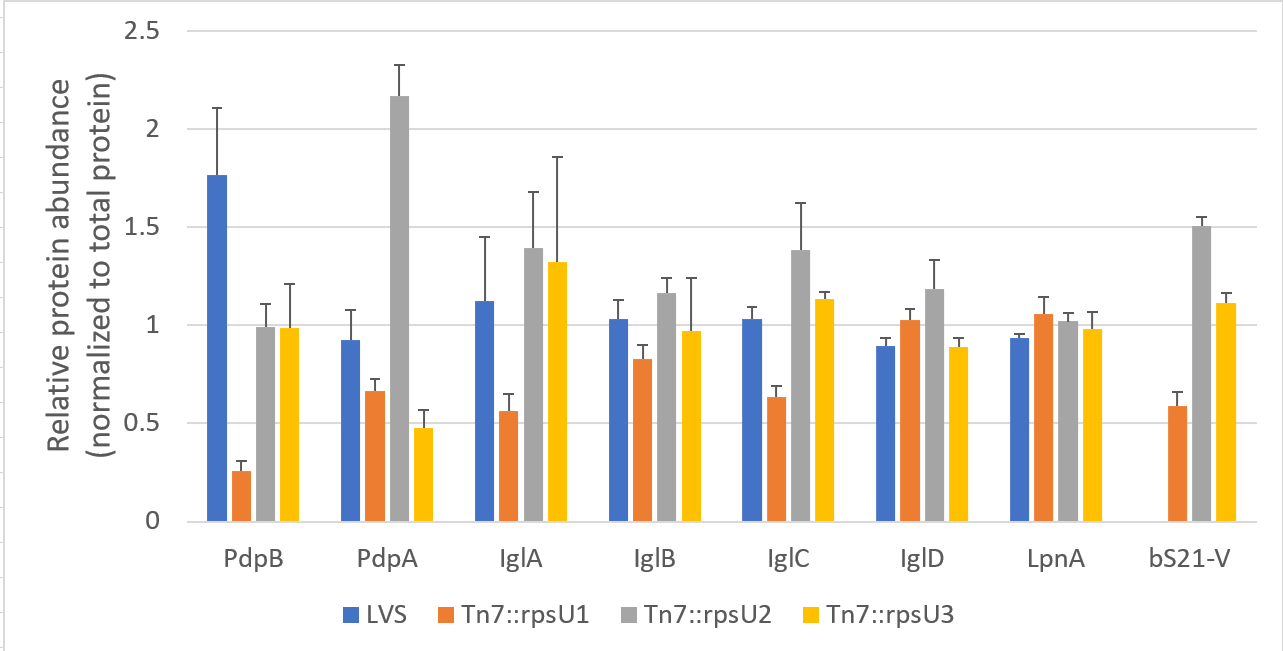 Relative protein abundance
(normalized to total protein)
2.5
2
1.5
1
0.5
0
PdpB PdpA IglA IglB IglC IglD LpnA bS21-V
LVS Tn7::rpsU1 Tn7::rpsU2 Tn7::rpsU3